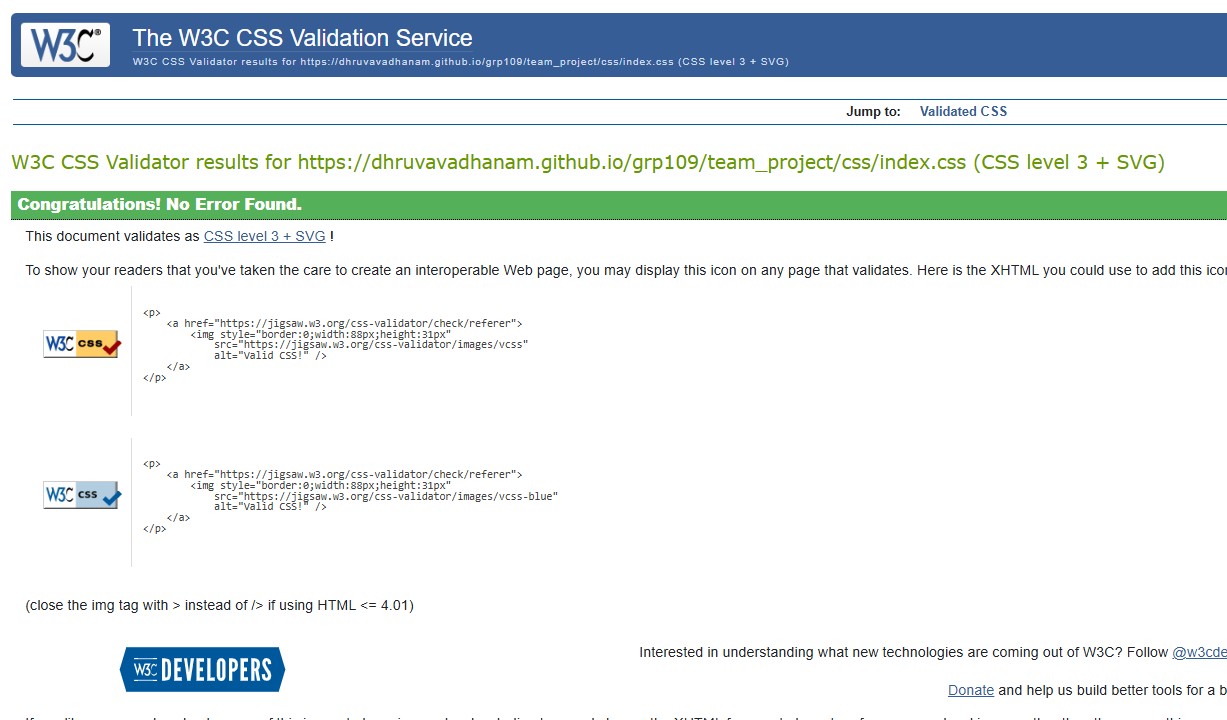 W3C®
The W3C CSS Validation Service
W3C CSS Validator results for https://dhruvavadhanam.github.io/grp109/team_project/css/index.css (CSS level 3 + SVG)
Jump to: Validated CSS
W3C CSS Validator results for https://dhruvavadhanam.github.io/grp109/team_project/css/index.css (CSS level 3 + SVG)
Congratulations! No Error Found.
This document validates as CSS level 3 + SVG !
To show your readers that you've taken the care to create an interoperable Web page, you may display this icon on any page that validates. Here is the XHTML you could use to add this
W3C css
<p>
<a href="https://jigsaw.w3.org/css-validator/check/referer">
<img style="border:0;width:88px;height:31px"
src="https://jigsaw.w3.org/css-validator/images/vcss"
alt="Valid CSS!" />
</a>
</p>
W3C css
<p>
<a href="https://jigsaw.w3.org/css-validator/check/referer">
<img style="border:0;width:88px;height:31px"
src="https://jigsaw.w3.org/css-validator/images/vcss-blue"
alt="Valid CSS!" />
</a>
</p>
(close the img tag with > instead of /> if using HTML <= 4.01)
W3C DEVELOPERS
Interested in understanding what new technologies are coming out of W3C? Follow @w3cde
Donate and help us build better tools for a b